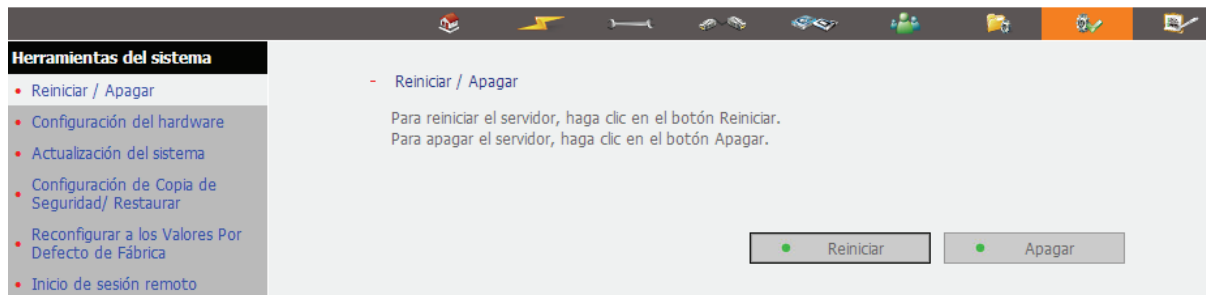 Herramientas del sistema
Reiniciar / Apagar
Configuración del hardware
Actualización del sistema
Configuración de Copia de
Seguridad/ Restaurar
Reconfigurar a los Valores Por
Defecto de Fábrica
Inicio de sesión remoto
- Reiniciar / Apagar
Para reiniciar el servidor, haga clic en el botón Reiniciar.
Para apagar el servidor, haga clic en el botón Apagar.
Reiniciar
Apagar